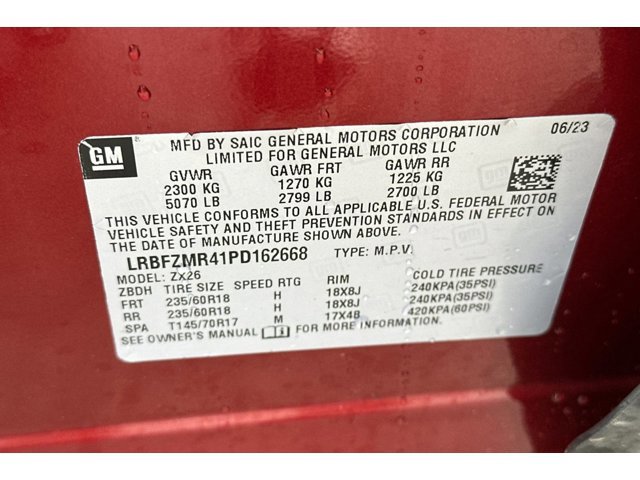 GM
MFD BY SAIC GENERAL MOTORS CORPORATION 06/23
LIMITED FOR GENERAL MOTORS LLC
GVWR GAWR FRT GAWR RR
2300 KG 1270 KG 1225 KG
5070 LB 2799 LB 2700 LB
THIS VEHICLE CONFORMS TO ALL APPLICABLE U.S. FEDERAL MOTOR
VEHICLE SAFETY AND THEFT PREVENTION STANDARDS IN EFFECT ON
THE DATE OF MANUFACTURE SHOWN ABOVE.
LRBFZMR41PD162668 TYPE: M.P.V.
MODEL: ZX26
ZBDH TIRE SIZE SPEED RTG RIM COLD TIRE PRESSURE
FRT 235/60R18 H 18X8J 240KPA(35PSI)
RR 235/60R18 H 18X8J 240KPA(35PSI)
SPA T145/70R17 M 17X4B 420KPA(60PSI)
SEE OWNER'S MANUAL FOR MORE INFORMATION.